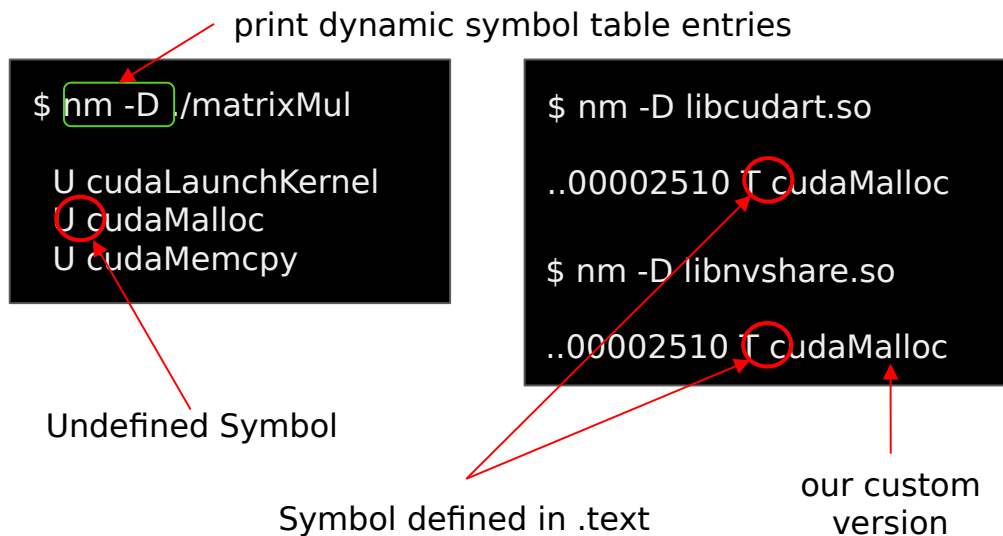 print dynamic symbol table entries
$ nm -D ./matrixMul
U cudaLaunchKernel
U cudaMalloc
U cudaMemcpy
Undefined Symbol
$ nm -D libcudart.so
..00002510 T cudaMalloc
$ nm -D libnvshare.so
..00002510 T cudaMalloc
Symbol defined in .text
our custom
version